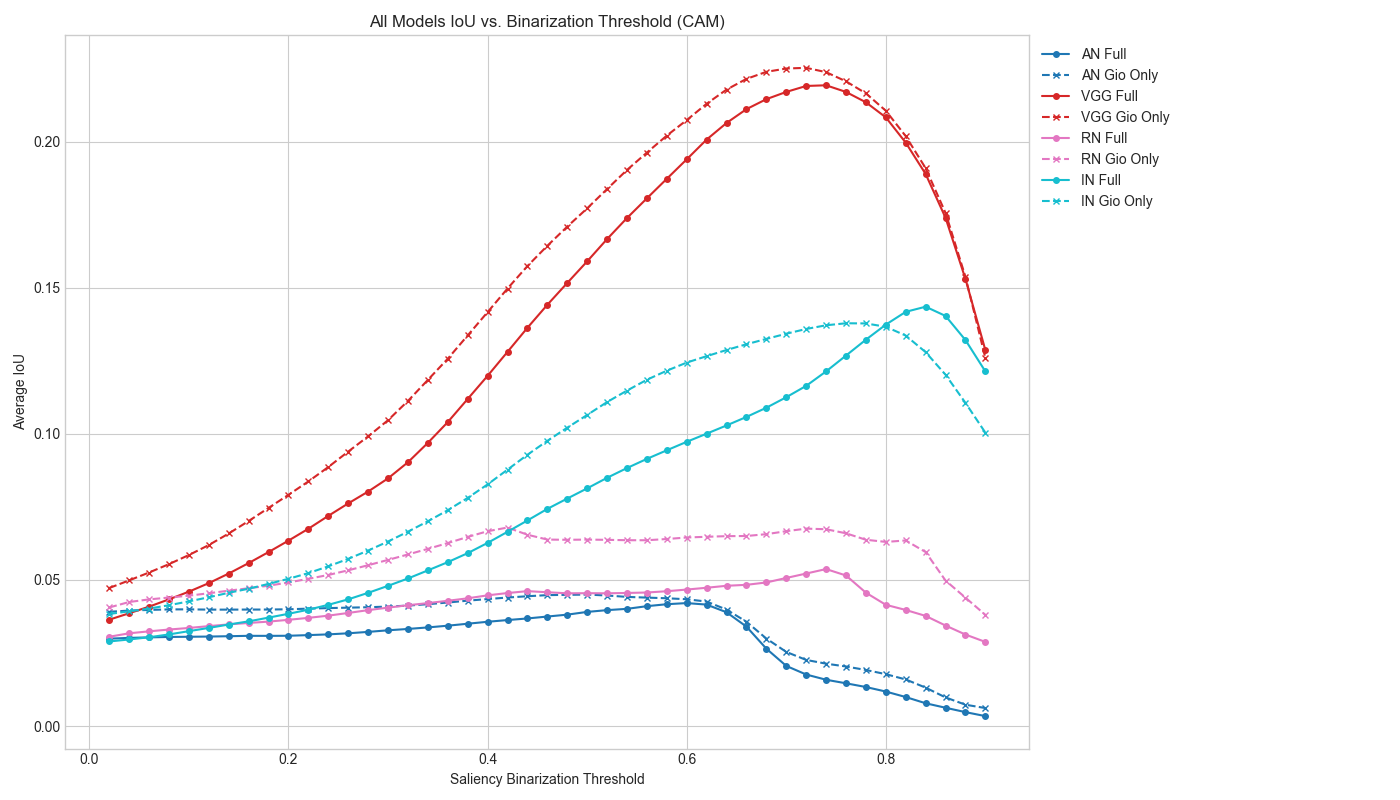 All Models IoU vs. Binarization Threshold (CAM)
AN Full
AN Gio Only
VGG Full
VGG Gio Only
RN Full
RN Gio Only
IN Full
IN Gio Only
Average IoU
0.20
0.15
0.10
0.05
0.00
0.0 0.2 0.4 0.6 0.8
Saliency Binarization Threshold